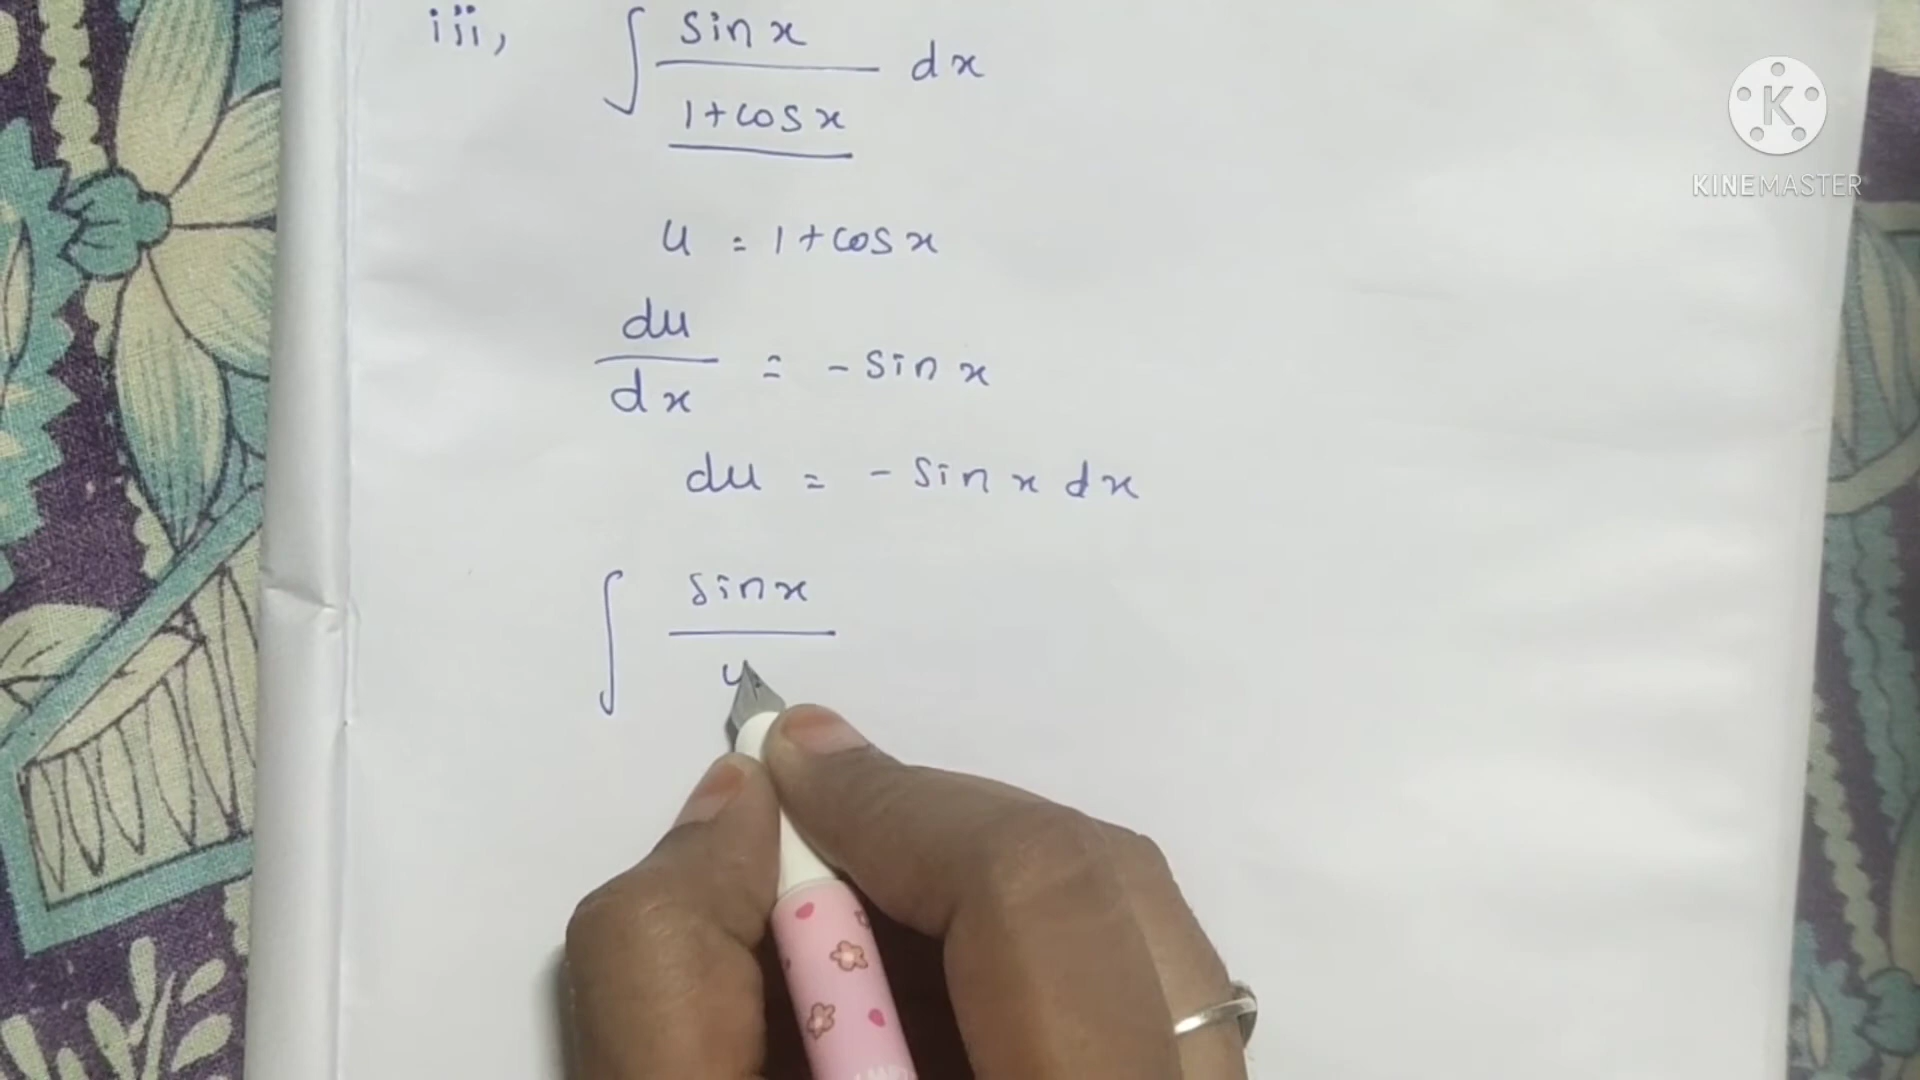 iii, ∫ sin x / 1+cos x dx
u = 1+cos x
du / dx = - sin x
du = - sin x dx
∫ sin x / u
K
KINEMASTER